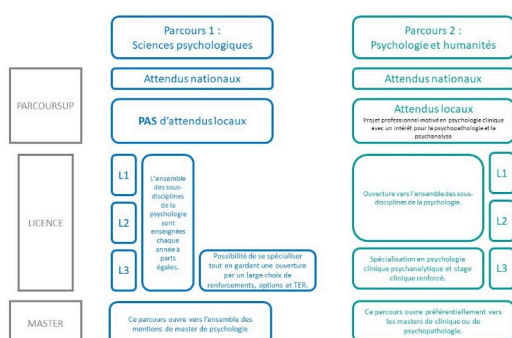 Parcours 1 :
Sciences psychologiques
Parcours 2 :
Psychologie et humanités
Attendus nationaux
Attendus nationaux
PARCOURSUP
PAS d'attendus locaux
Attendus locaux
Projet professionnel motivé en psychologie clinique
avec un intérêt pour la psychopathologie et la
psychanalyse
LICENCE
L1
L2
L3
L'ensemble
des sous-
disciplines
de la
psychologie
sont
enseignées
chaque
année à
parts
égales.
Possibilité de se spécialiser
tout en gardant une ouverture
par un large choix de
renforcements, options et TER.
Ouverture vers l'ensemble des sous-
disciplines de la psychologie.
L1
L2
Spécialisation en psychologie
clinique psychanalytique et stage
clinique renforcé.
L3
MASTER
Ce parcours ouvre vers l'ensemble des
mentions de master de psychologie
Ce parcours ouvre préférentiellement vers
les masters de clinique ou de
psychopathologie.